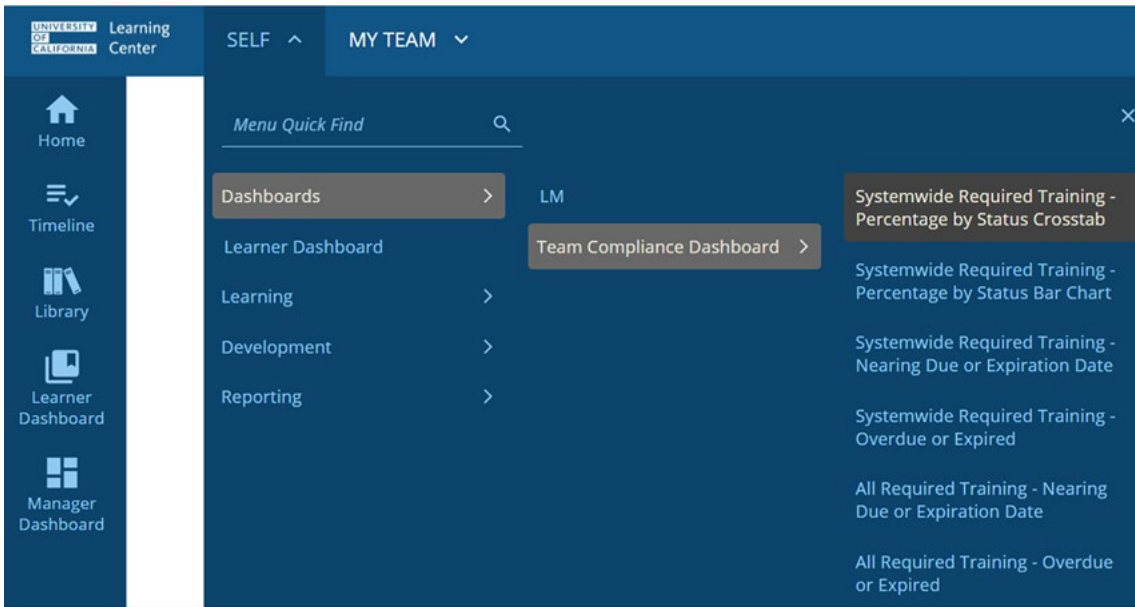 UNIVERSITY
OF
CALIFORNIA
Learning
Center
SELF
MY TEAM
Home
Timeline
Library
Learner
Dashboard
Manager
Dashboard
Menu Quick Find
Dashboards
Learner Dashboard
Learning
Development
Reporting
LM
Team Compliance Dashboard
Systemwide Required Training -
Percentage by Status Crosstab
Systemwide Required Training -
Percentage by Status Bar Chart
Systemwide Required Training -
Nearing Due or Expiration Date
Systemwide Required Training -
Overdue or Expired
All Required Training - Nearing
Due or Expiration Date
All Required Training - Overdue
or Expired